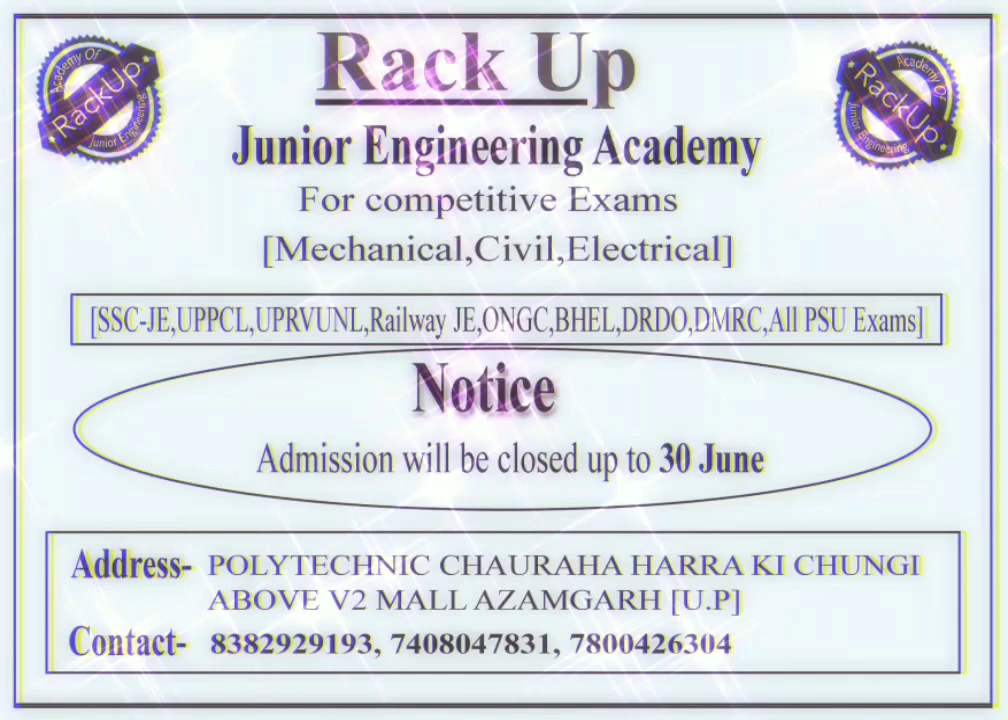 Rack Up
Academy Of
RackUp
Junior Engineering
Academy Of
RackUp
Junior Engineering
Junior Engineering Academy
For competitive Exams
[Mechanical,Civil,Electrical]
[SSC-JE,UPPCL,UPRVUNL,Railway JE,ONGC,BHEL,DRDO,DMRC,All PSU Exams]
Notice
Admission will be closed up to 30 June
Address- POLYTECHNIC CHAURAHA HARRA KI CHUNGI
ABOVE V2 MALL AZAMGARH [U.P]
Contact- 8382929193, 7408047831, 7800426304